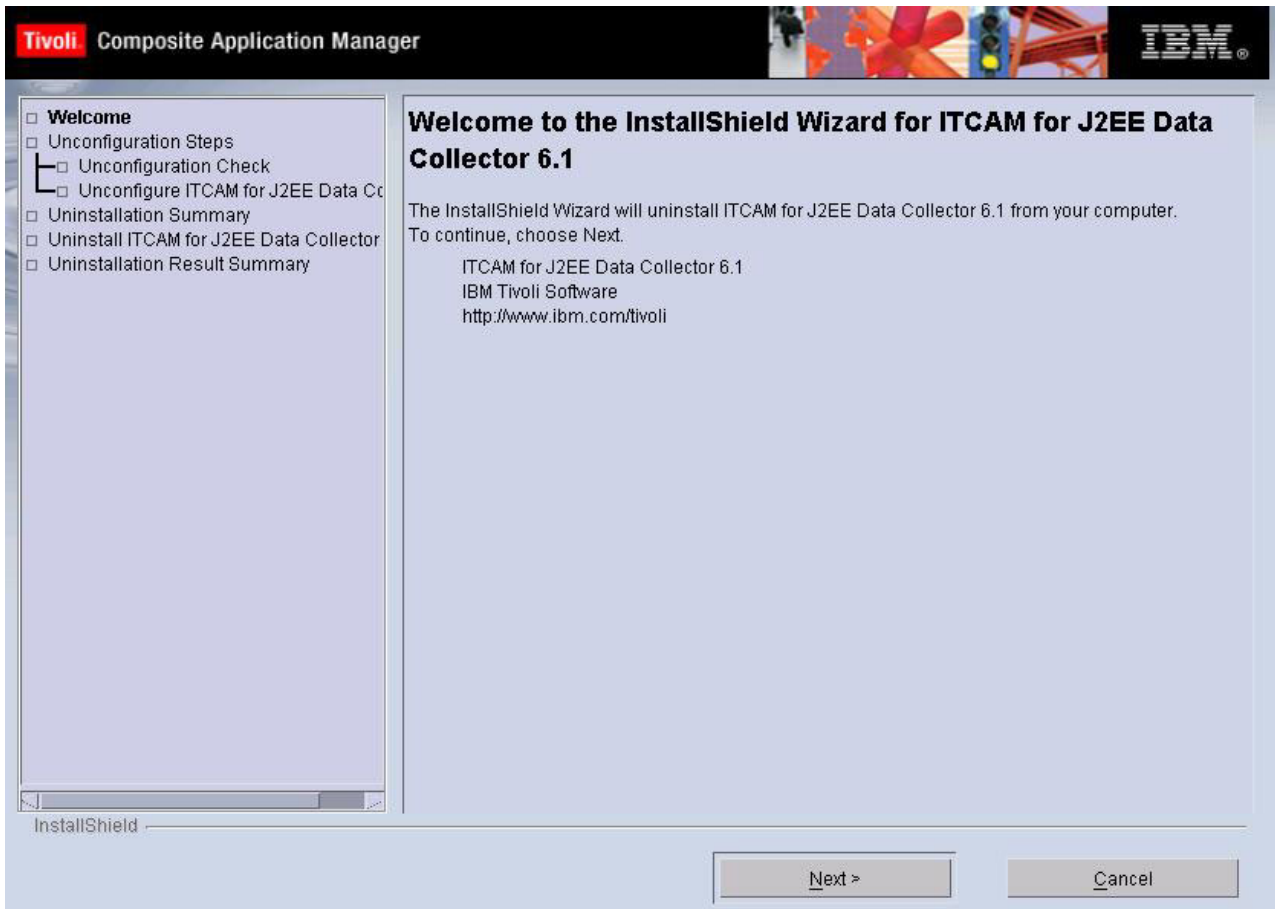 Tivoli. Composite Application Manager
IBM®
Welcome
Unconfiguration Steps
Unconfiguration Check
Unconfigure ITCAM for J2EE Data Cc
Uninstallation Summary
Uninstall ITCAM for J2EE Data Collector
Uninstallation Result Summary
Welcome to the InstallShield Wizard for ITCAM for J2EE Data
Collector 6.1
The InstallShield Wizard will uninstall ITCAM for J2EE Data Collector 6.1 from your computer.
To continue, choose Next.
ITCAM for J2EE Data Collector 6.1
IBM Tivoli Software
http://www.ibm.com/tivoli
InstallShield
Next >
Cancel